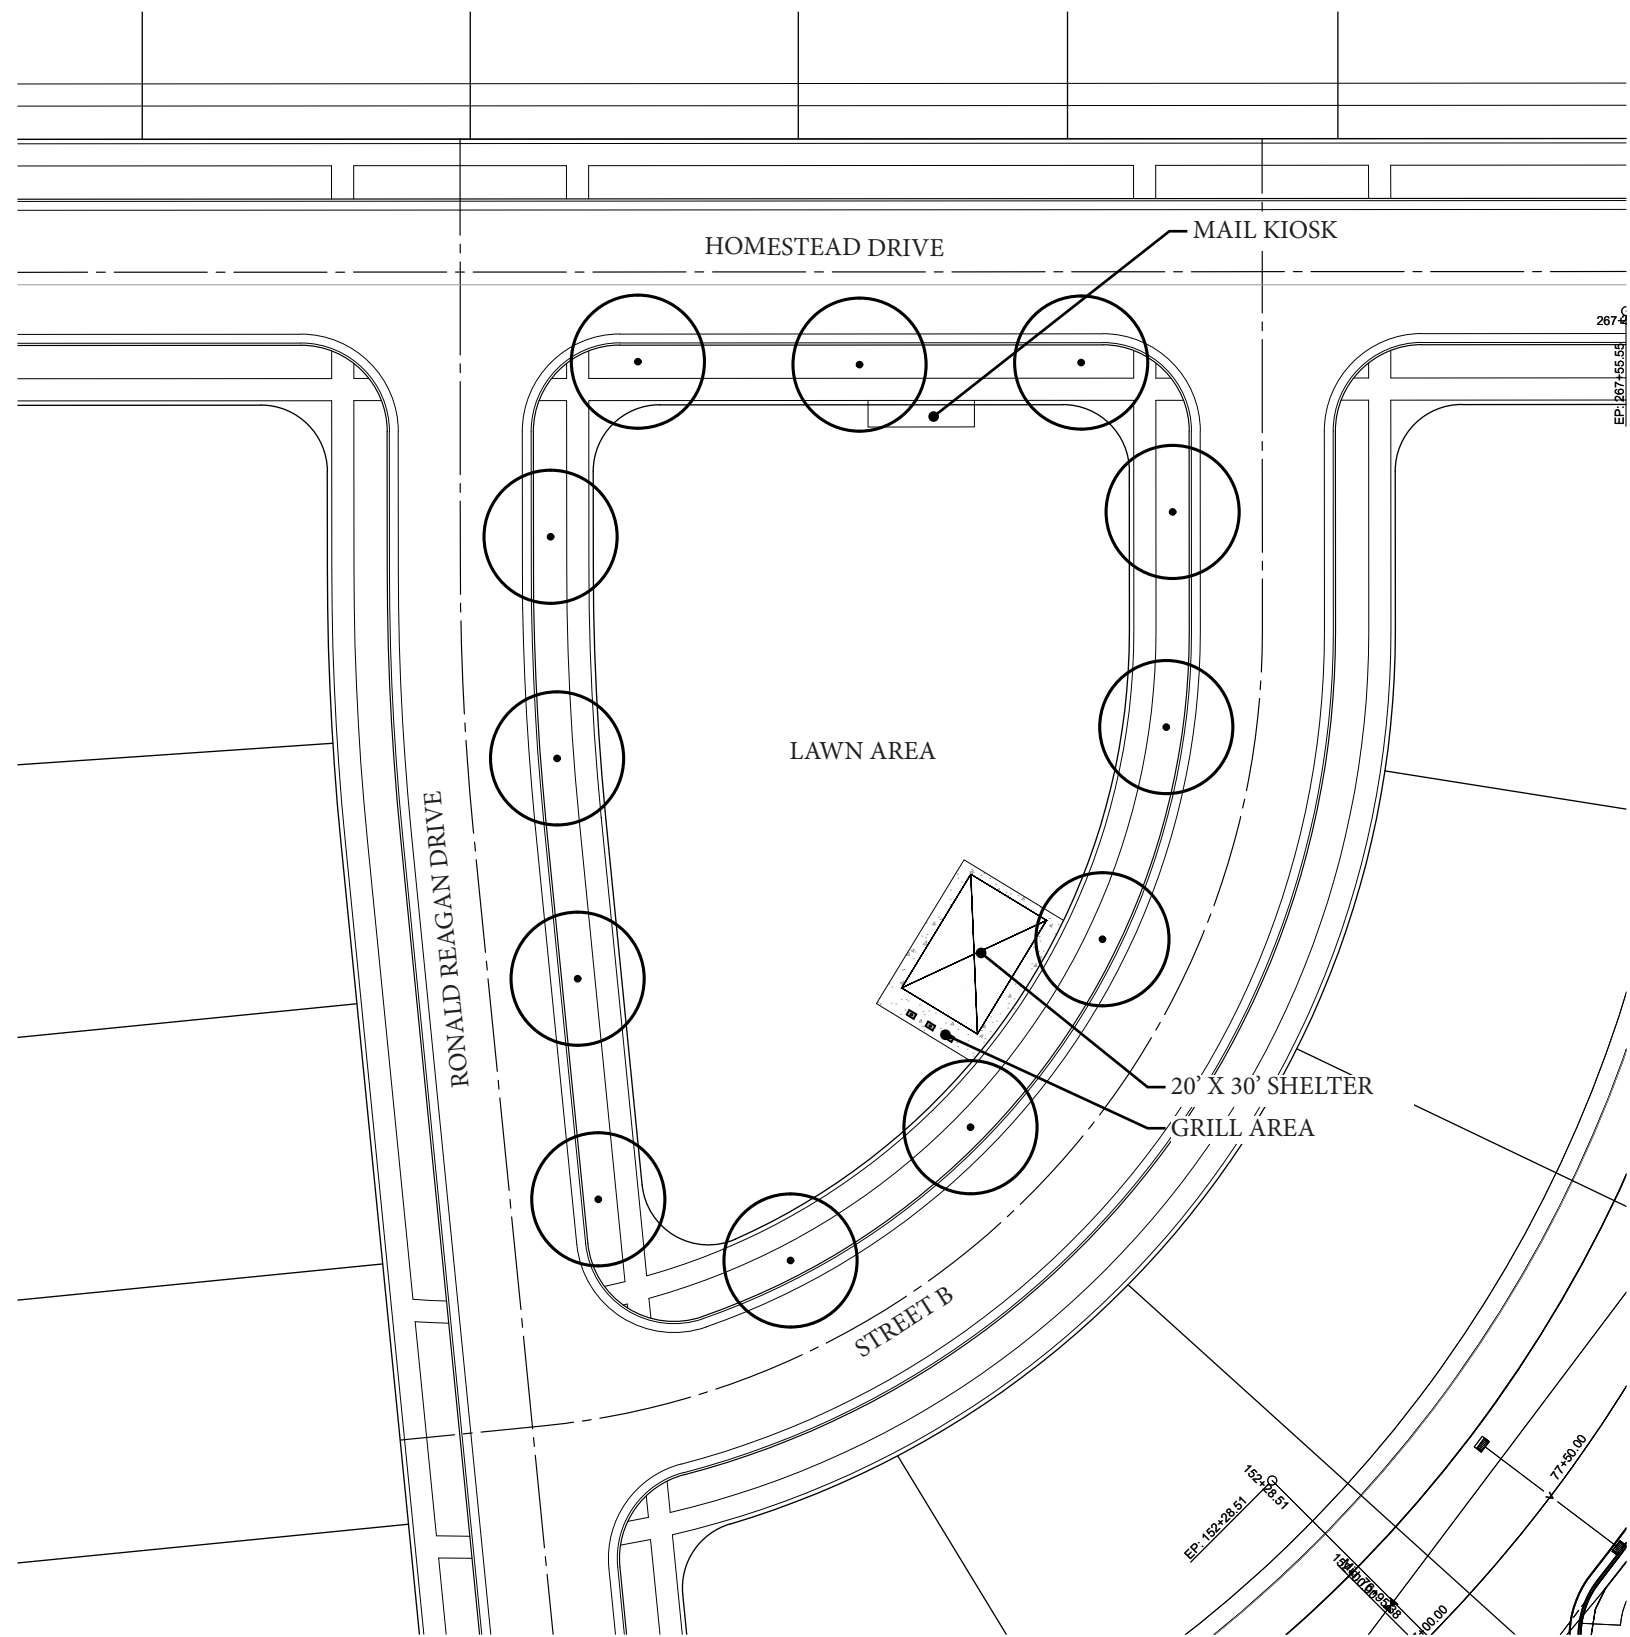 MAIL KIOSK
HOMESTEAD DRIVE
EP: 267+55.55
LAWN AREA
RONALD REAGAN DRIVE
20’ X 30’ SHELTER
GRILL AREA
STREET B
77+50.00
152+28.51
EP: 152+28.51